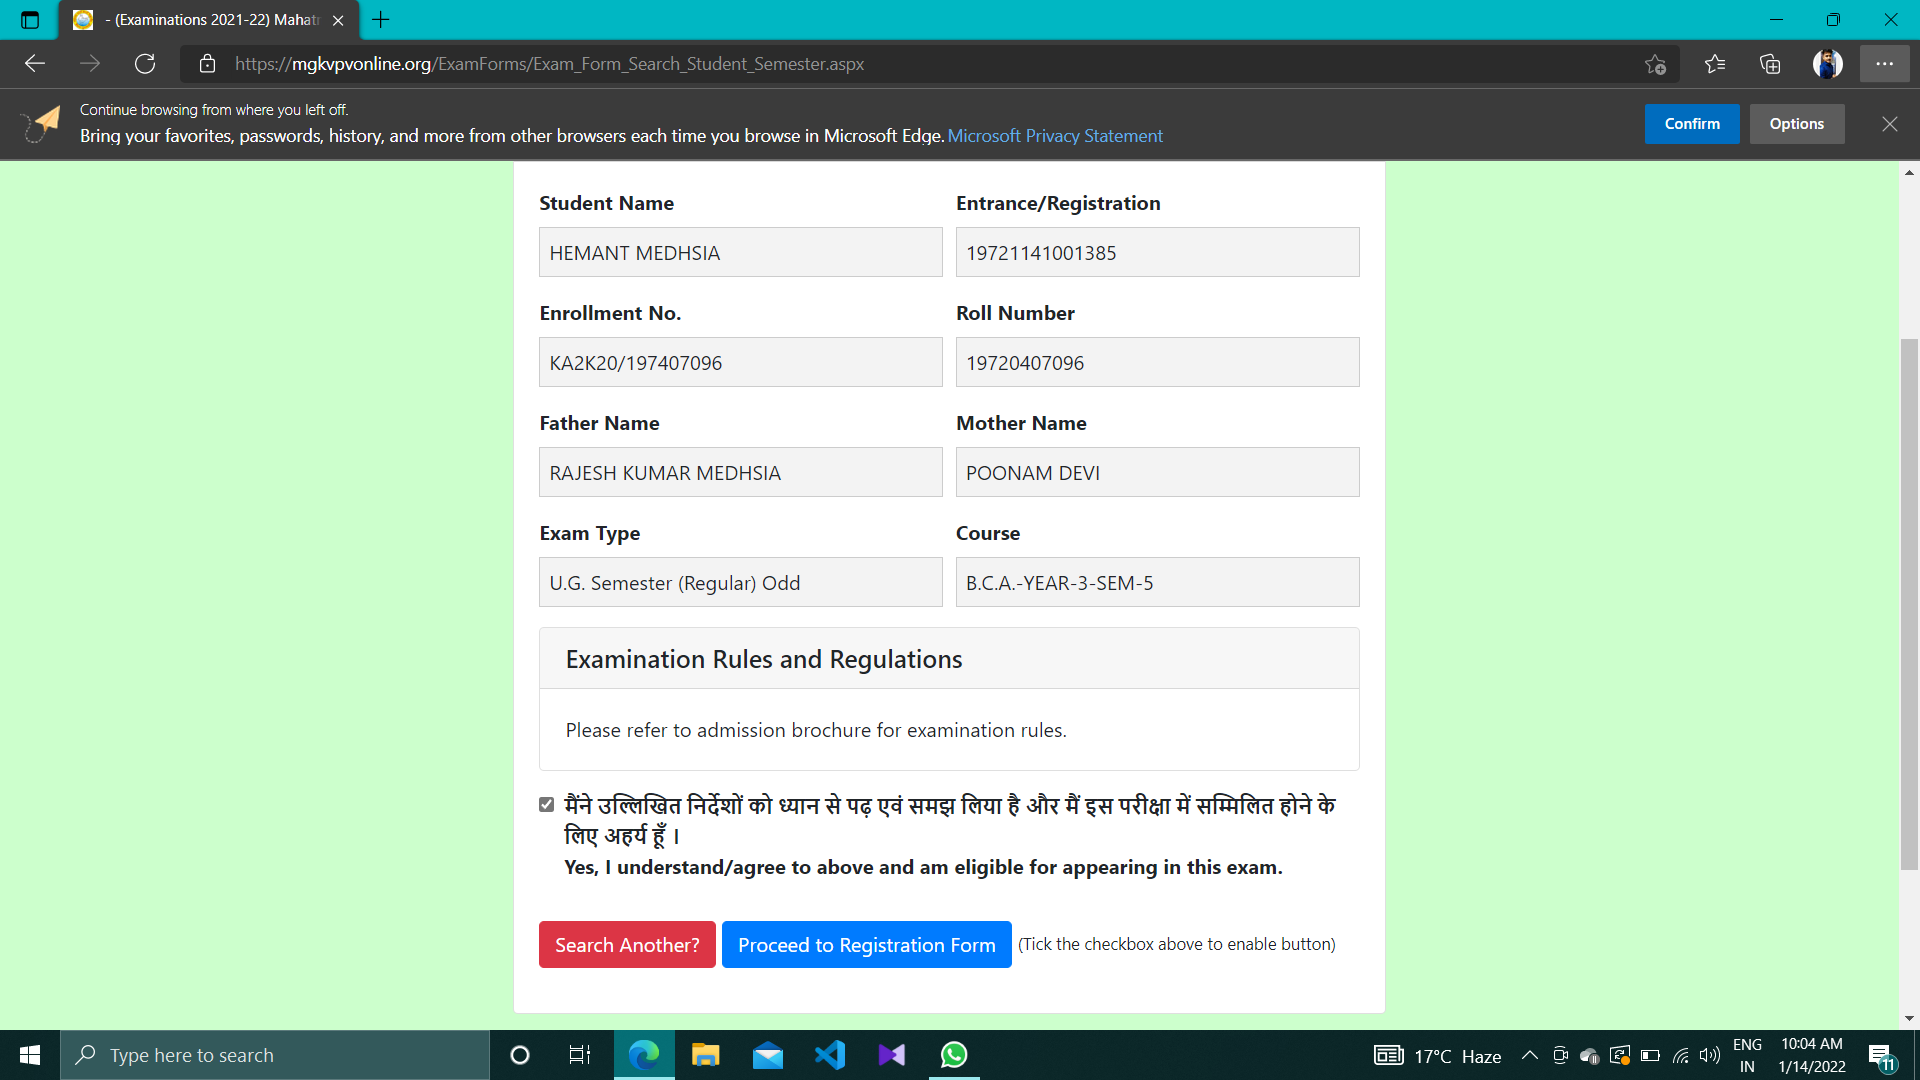 - (Examinations 2021-22) Mahat
https://mgkvpvonline.org/ExamForms/Exam_Form_Search_Student_Semester.aspx
Continue browsing from where you left off.
Bring your favorites, passwords, history, and more from other browsers each time you browse in Microsoft Edge. Microsoft Privacy Statement
Confirm
Options
Student Name
Entrance/Registration
HEMANT MEDHSIA
19721141001385
Enrollment No.
Roll Number
KA2K20/197407096
19720407096
Father Name
Mother Name
RAJESH KUMAR MEDHSIA
POONAM DEVI
Exam Type
Course
U.G. Semester (Regular) Odd
B.C.A.-YEAR-3-SEM-5
Examination Rules and Regulations
Please refer to admission brochure for examination rules.
मैंने उल्लिखित निर्देशों को ध्यान से पढ़ एवं समझ लिया है और मैं इस परीक्षा में सम्मिलित होने के
लिए अहर्य हूँ ।
Yes, I understand/agree to above and am eligible for appearing in this exam.
Search Another?
Proceed to Registration Form
(Tick the checkbox above to enable button)
Type here to search
17°C Haze
ENG
IN
10:04 AM
1/14/2022
11